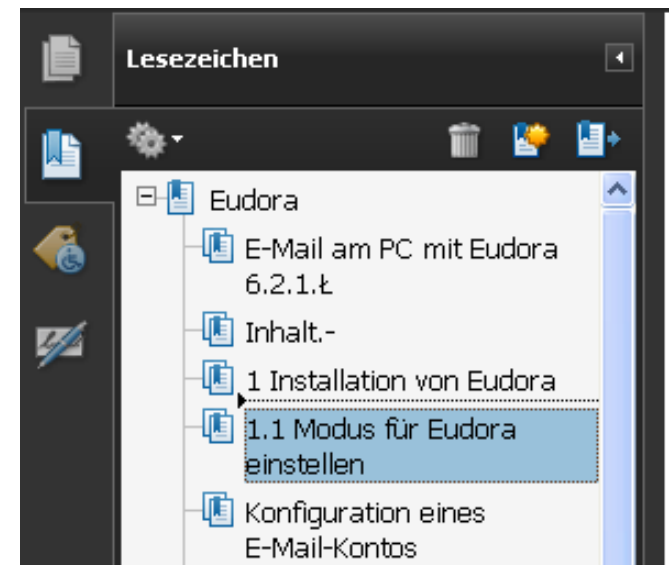 Lesezeichen
Eudora
E-Mail am PC mit Eudora
6.2.1.Ł
Inhalt.-
1 Installation von Eudora
1.1 Modus für Eudora
einstellen
Konfiguration eines
E-Mail-Kontos